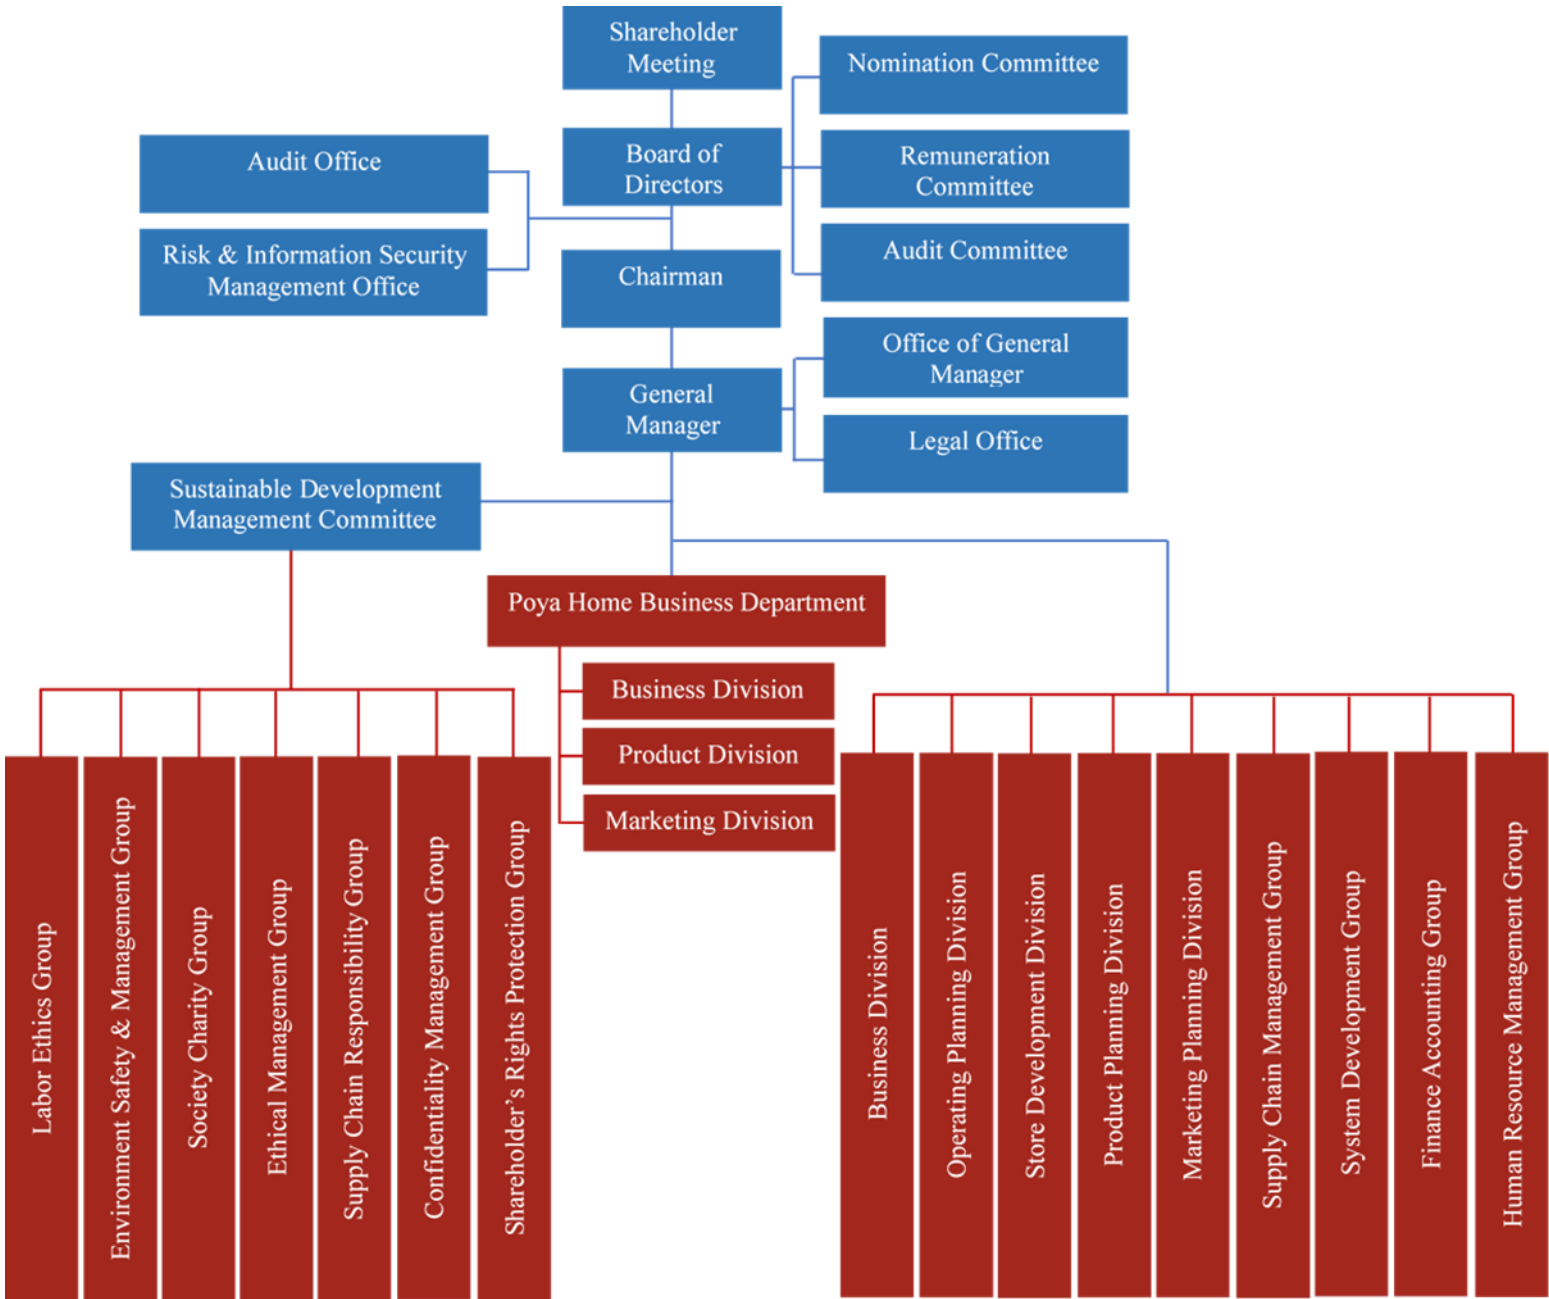 Shareholder
Meeting
Nomination Committee
Board of
Directors
Remuneration
Committee
Audit Office
Audit Committee
Risk & Information Security
Management Office
Chairman
Office of General
Manager
General
Manager
Legal Office
Sustainable Development
Management Committee
Poya Home Business Department
Business Division
Product Division
Marketing Division
Labor Ethics Group
Environment Safety & Management Group
Society Charity Group
Ethical Management Group
Supply Chain Responsibility Group
Confidentiality Management Group
Shareholder’s Rights Protection Group
Business Division
Operating Planning Division
Store Development Division
Product Planning Division
Marketing Planning Division
Supply Chain Management Group
System Development Group
Finance Accounting Group
Human Resource Management Group